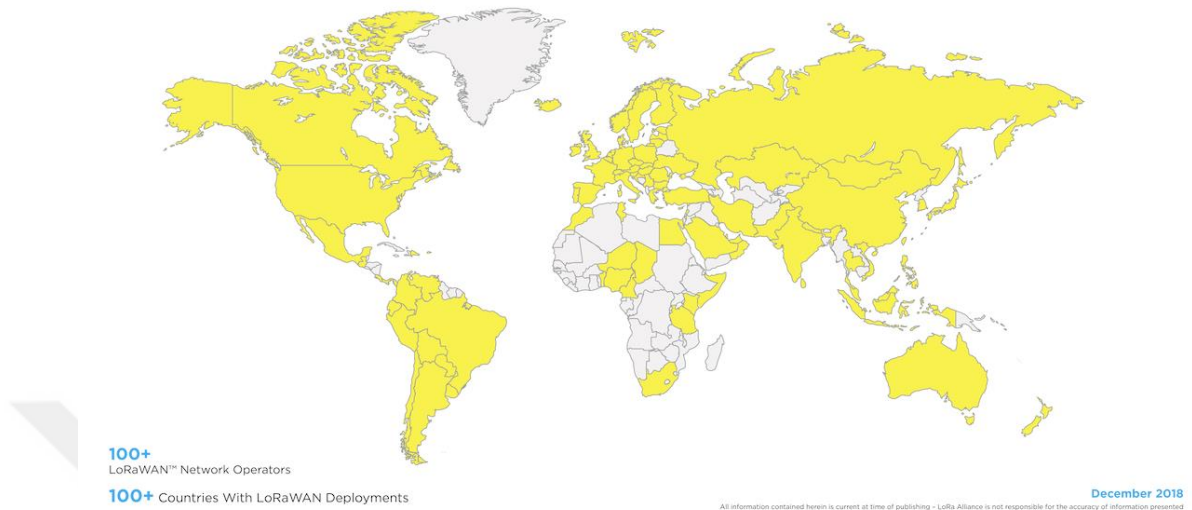 100+
LoRaWAN™ Network Operators
100+ Countries With LoRaWAN Deployments
December 2018
All information contained herein is current at time of publishing – LoRa Alliance is not responsible for the accuracy of information presented